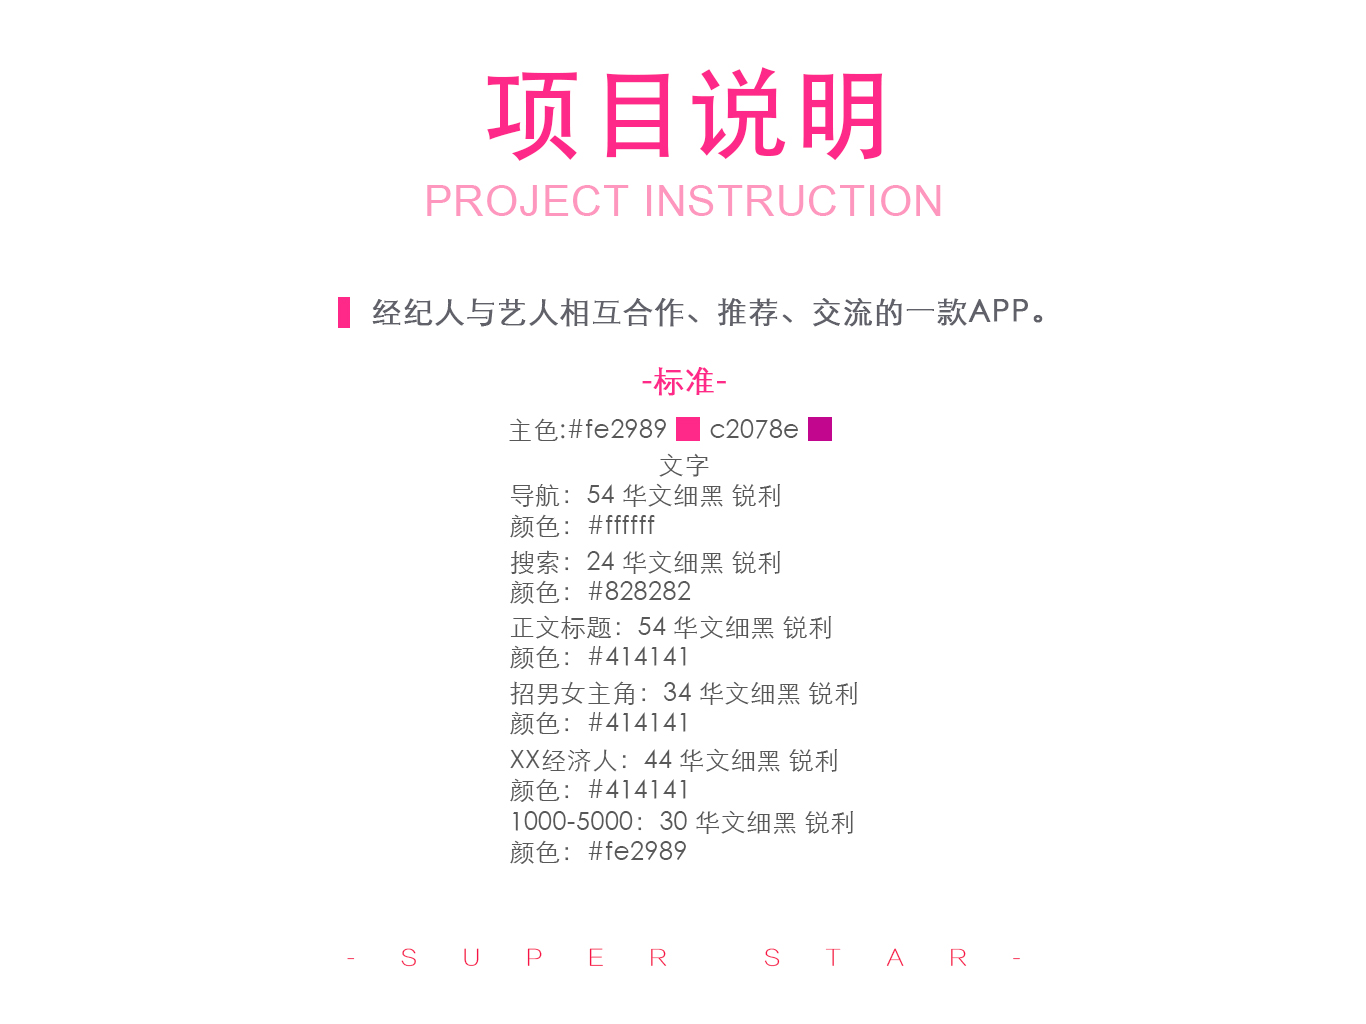 项目说明
PROJECT INSTRUCTION
经纪人与艺人相互合作、推荐、交流的一款APP。
-标准-
主色:#fe2989 c2078e
文字
导航：54 华文细黑 锐利
颜色：#ffffff
搜索：24 华文细黑 锐利
颜色：#828282
正文标题：54 华文细黑 锐利
颜色：#414141
招男女主角：34 华文细黑 锐利
颜色：#414141
XX经济人：44 华文细黑 锐利
颜色：#414141
1000-5000：30 华文细黑 锐利
颜色：#fe2989
- SUPER STAR -